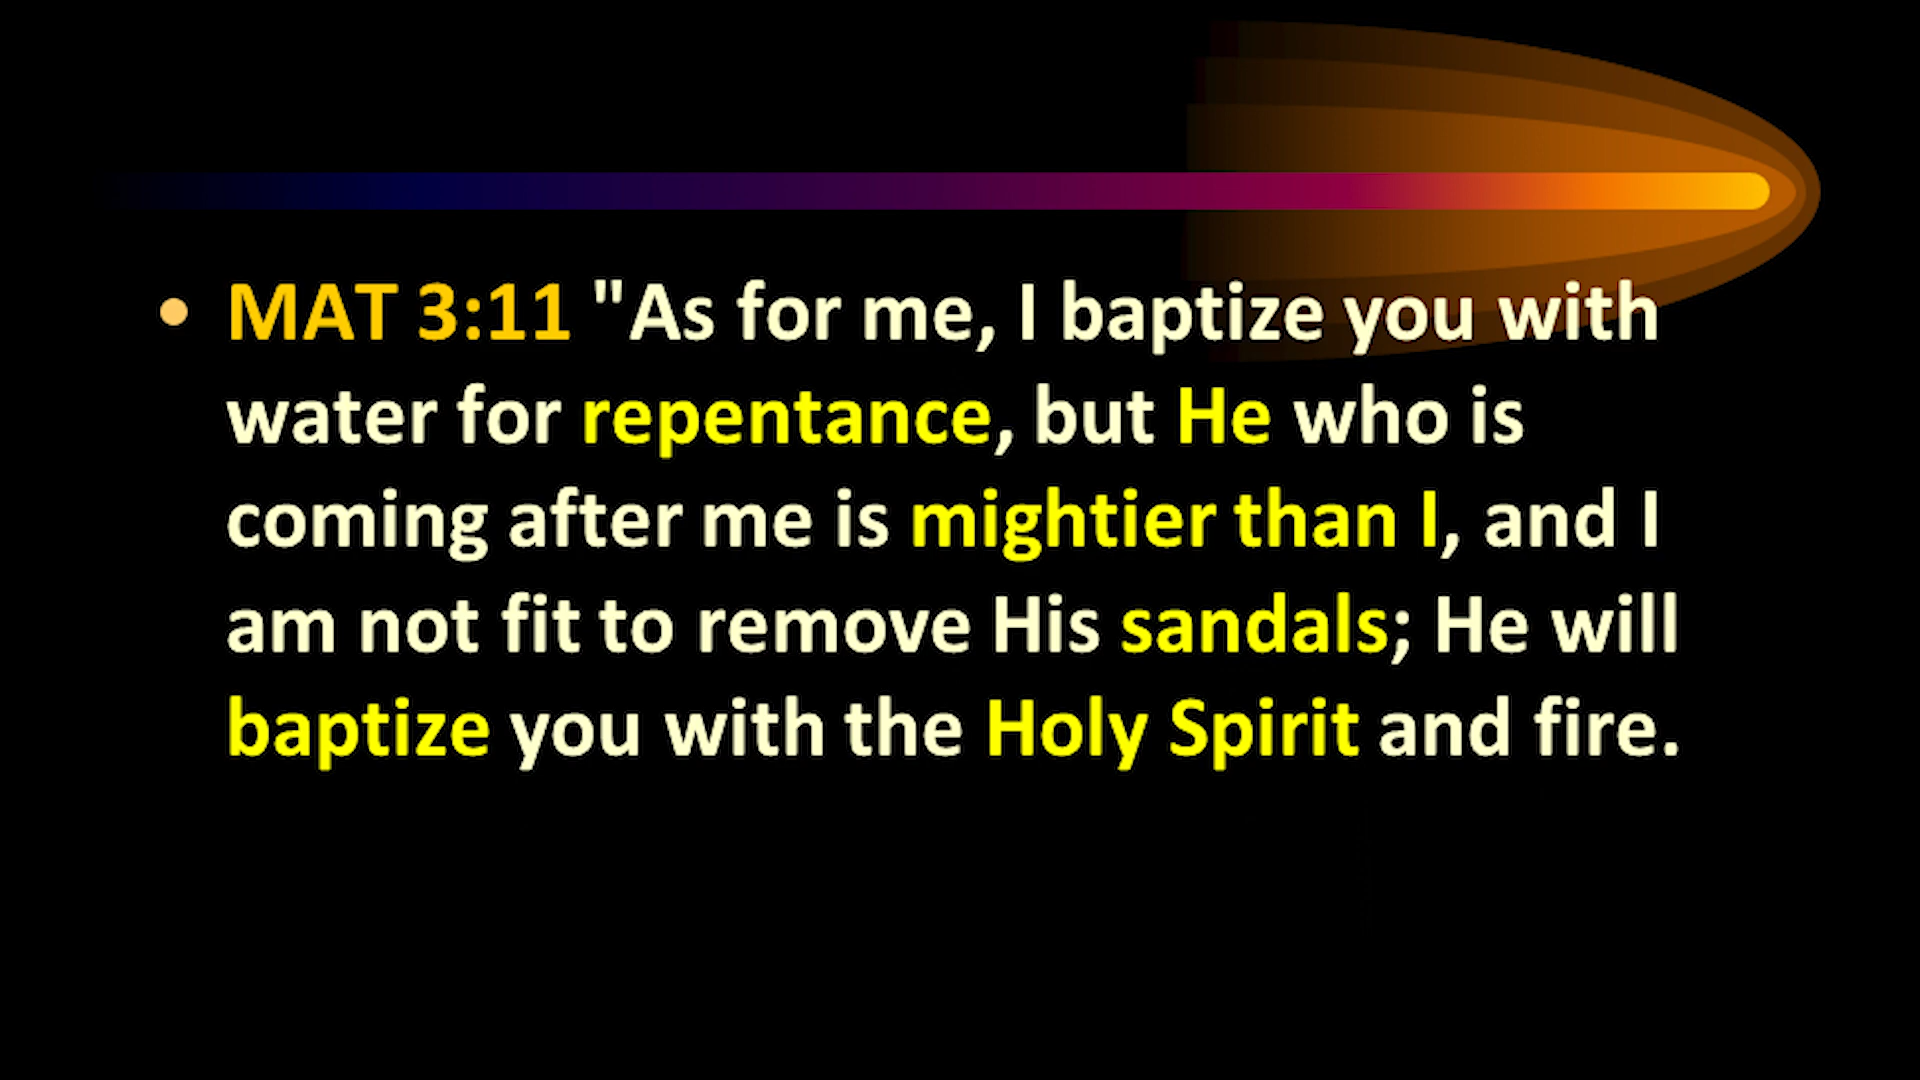 • MAT 3:11 "As for me, I baptize you with
water for repentance, but He who is
coming after me is mightier than I, and I
am not fit to remove His sandals; He will
baptize you with the Holy Spirit and fire.